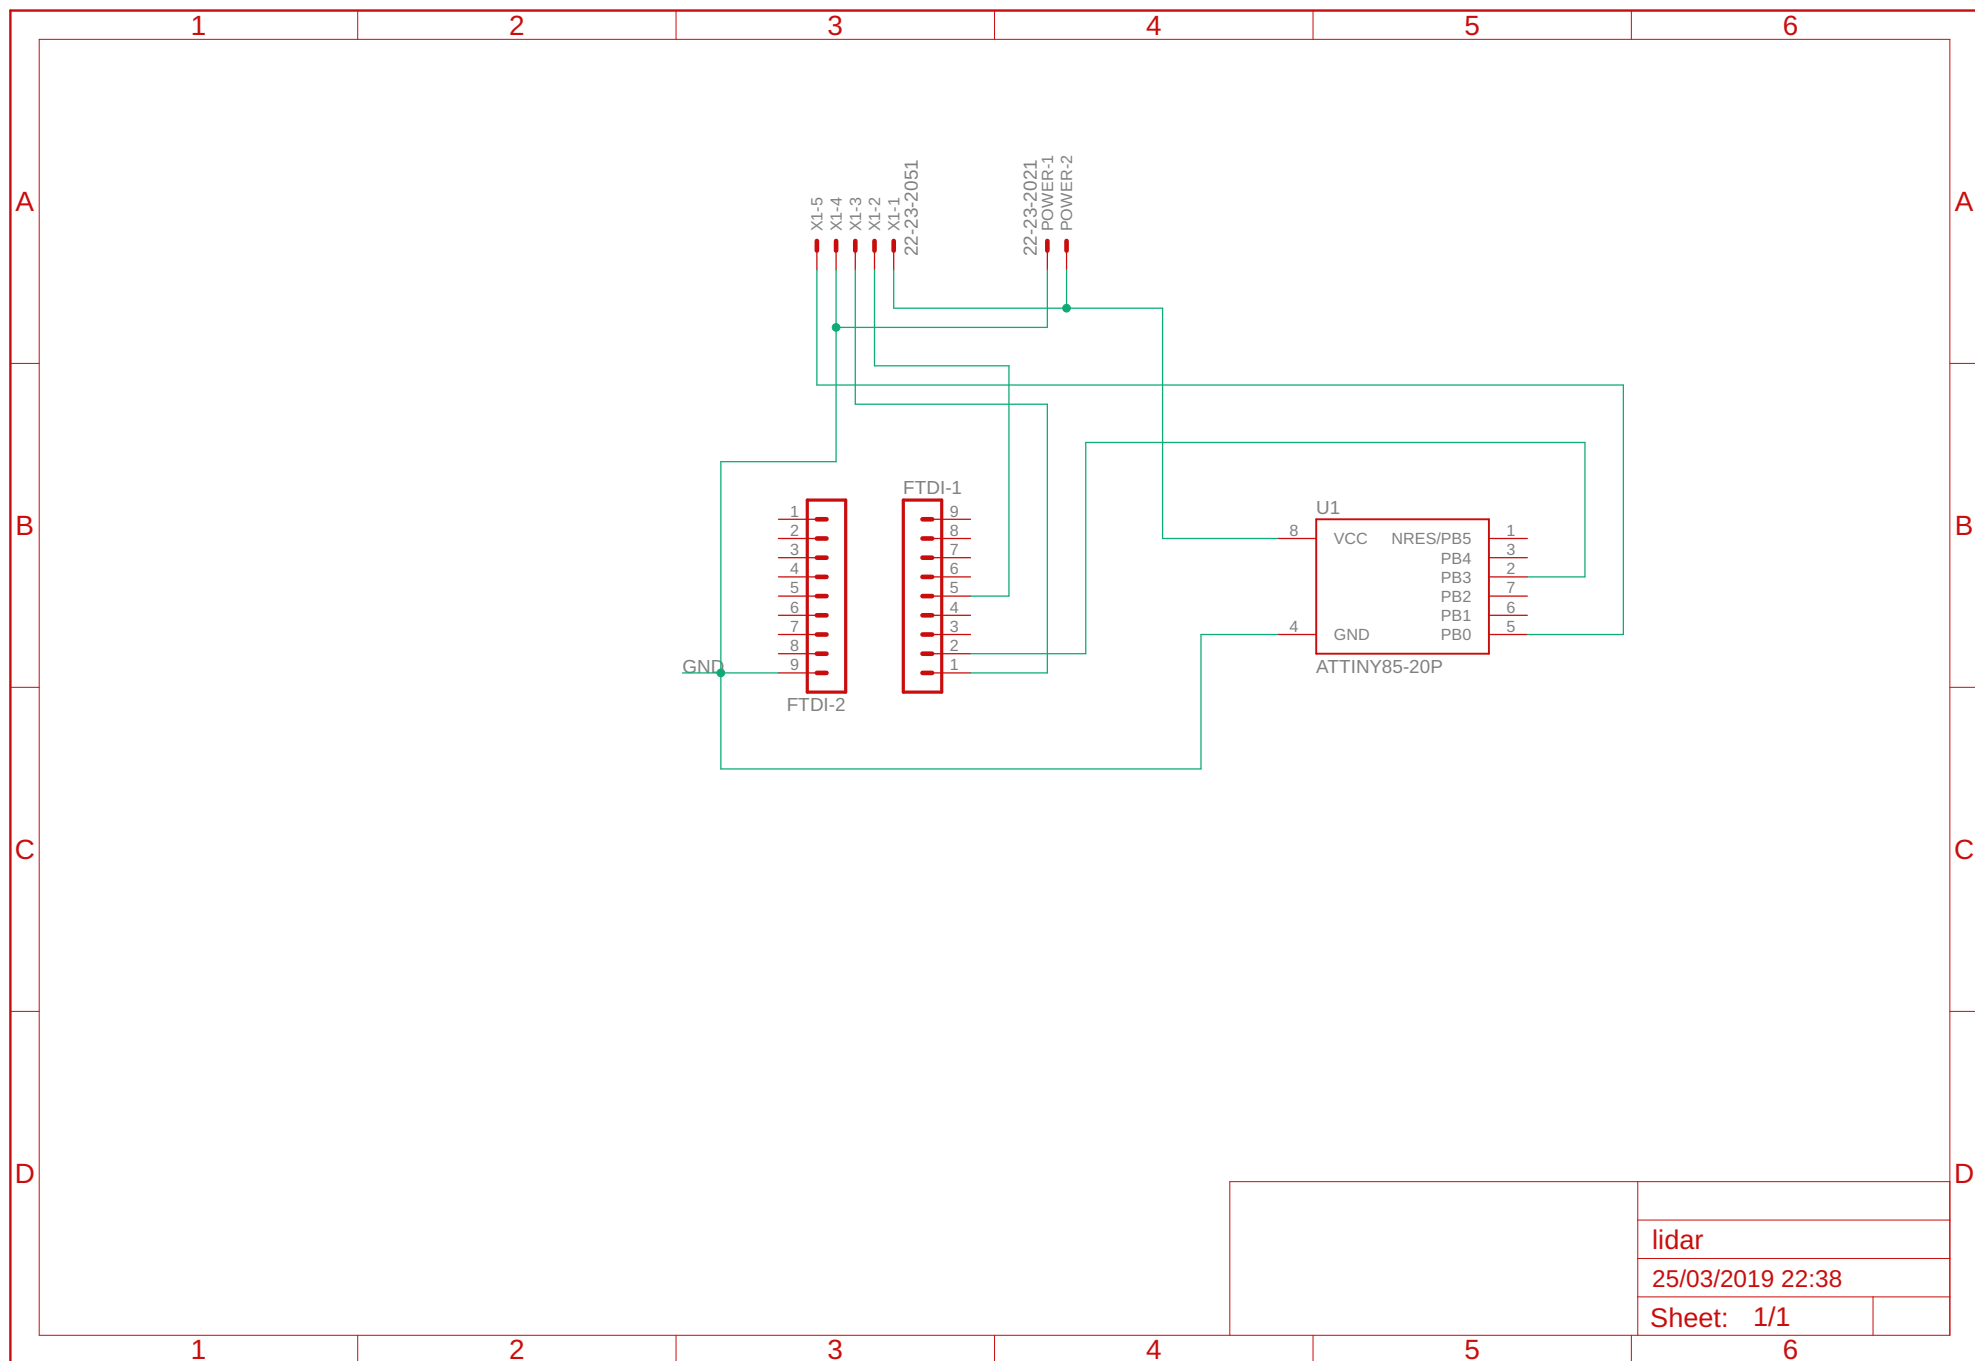 1 2 3 4 5 6
A A
X1-5
X1-4
X1-3
X1-2
X1-1
22-23-2051
22-23-2021
POWER-1
POWER-2
B B
FTDI-1
1 9
2 8
3 7
4 6
5 5
6 4
7 3
8 2
9 1
GND
FTDI-2
U1
8 VCC NRES/PB5 1
PB4 3
PB3 2
PB2 7
PB1 6
4 GND PB0 5
ATTINY85-20P
C C
D D
lidar
25/03/2019 22:38
Sheet: 1/1
1 2 3 4 5 6